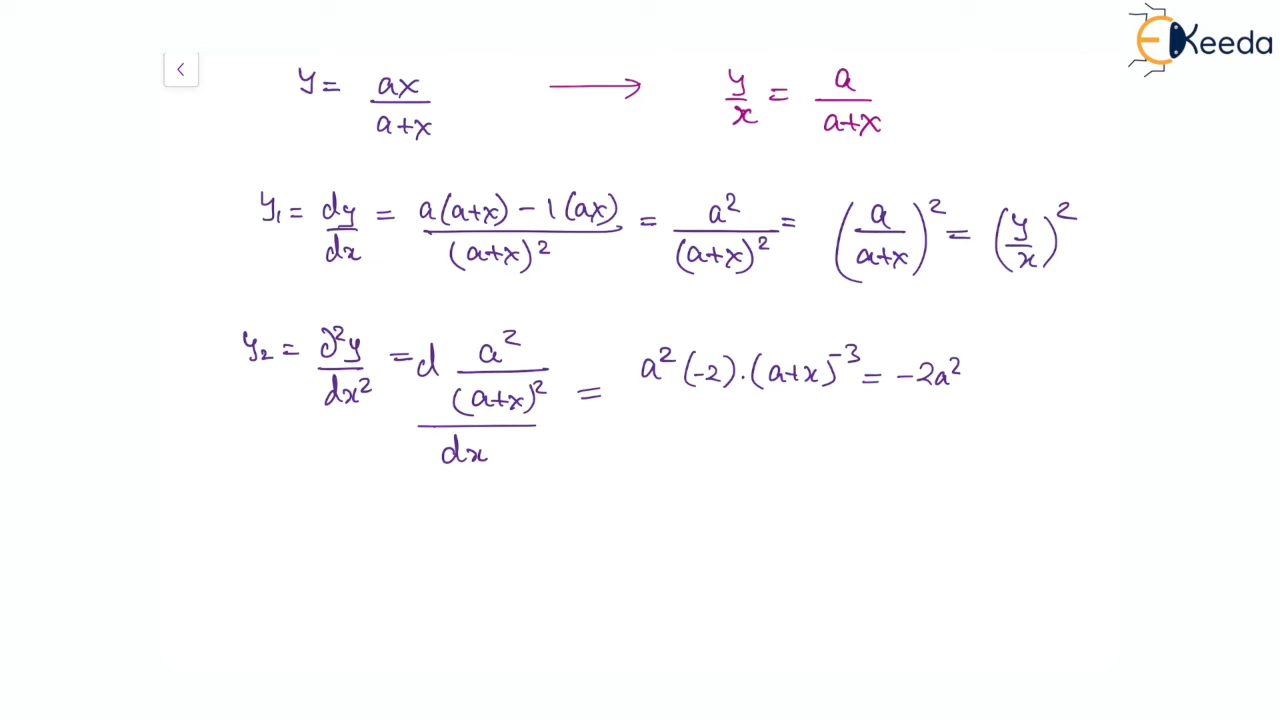 EKeeda
y = ax/(a+x) ⟶ y/x = a/(a+x)
y₁ = dy/dx = (a(a+x) − 1(ax))/(a+x)² = a²/(a+x)² = (a/(a+x))² = (y/x)²
y₂ = ∂²y/dx² = d (a²/(a+x)²)/dx = a²(-2).(a+x)⁻³ = -2a²